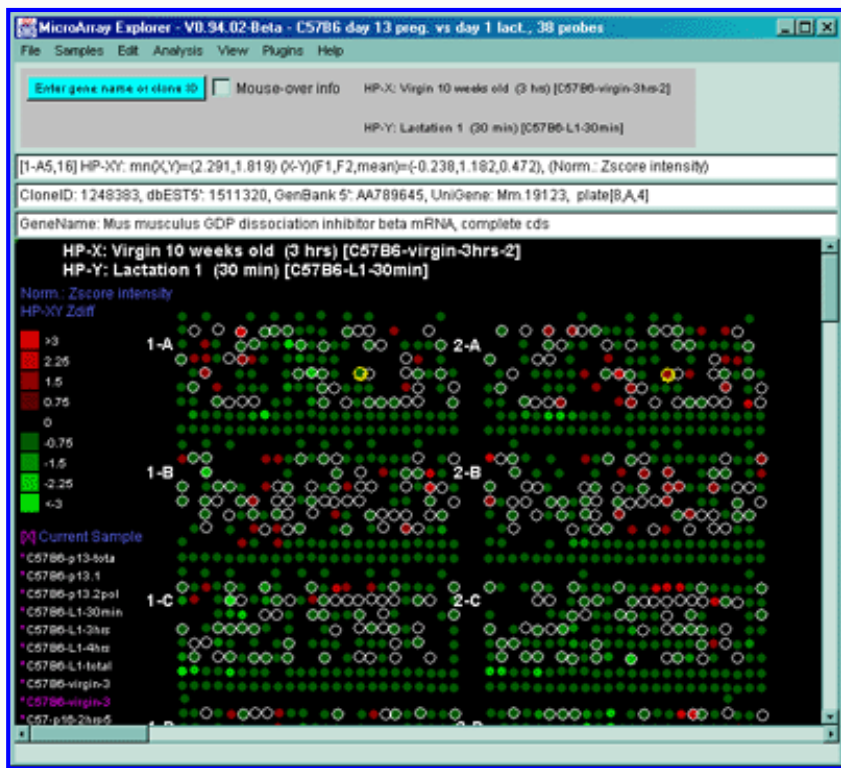 MicroArray Explorer - V0.94.02-Beta - C57B6 day 13 preg. vs day 1 lact., 38 probes
File Samples Edit Analysis View Plugins Help
Enter gene name or clone ID Mouse-over info HP-X: Virgin 10 weeks old (3 hrs) [C57B6-virgin-3hrs-2]
HP-Y: Lactation 1 (30 min) [C57B6-L1-30min]
[1-A5,16] HP-XY: mn(X,Y)=(2.291,1.819) (X-Y)(F1,F2,mean)=(-0.238,1.182,0.472), (Norm.: Zscore intensity)
CloneID: 1248383, dbEST5': 1511320, GenBank 5': AA789645, UniGene: Mm.19123, plate[8,A,4]
GeneName: Mus musculus GDP dissociation inhibitor beta mRNA, complete cds
HP-X: Virgin 10 weeks old (3 hrs) [C57B6-virgin-3hrs-2]
HP-Y: Lactation 1 (30 min) [C57B6-L1-30min]
Norm.: Zscore intensity
HP-XY Zdiff
>3
2.25
1.5
0.75
0
-0.75
-1.5
-2.25
<-3
1-A 2-A
1-B 2-B
1-C 2-C
[X] Current Sample
*C57B6-p13-tota
*C57B6-p13.1
*C57B6-p13.2pol
*C57B6-L1-30min
*C57B6-L1-3hrs
*C57B6-L1-4hrs
*C57B6-L1-total
*C57B6-virgin-3
*C57B6-virgin-3
*C57-p16-2hrp5